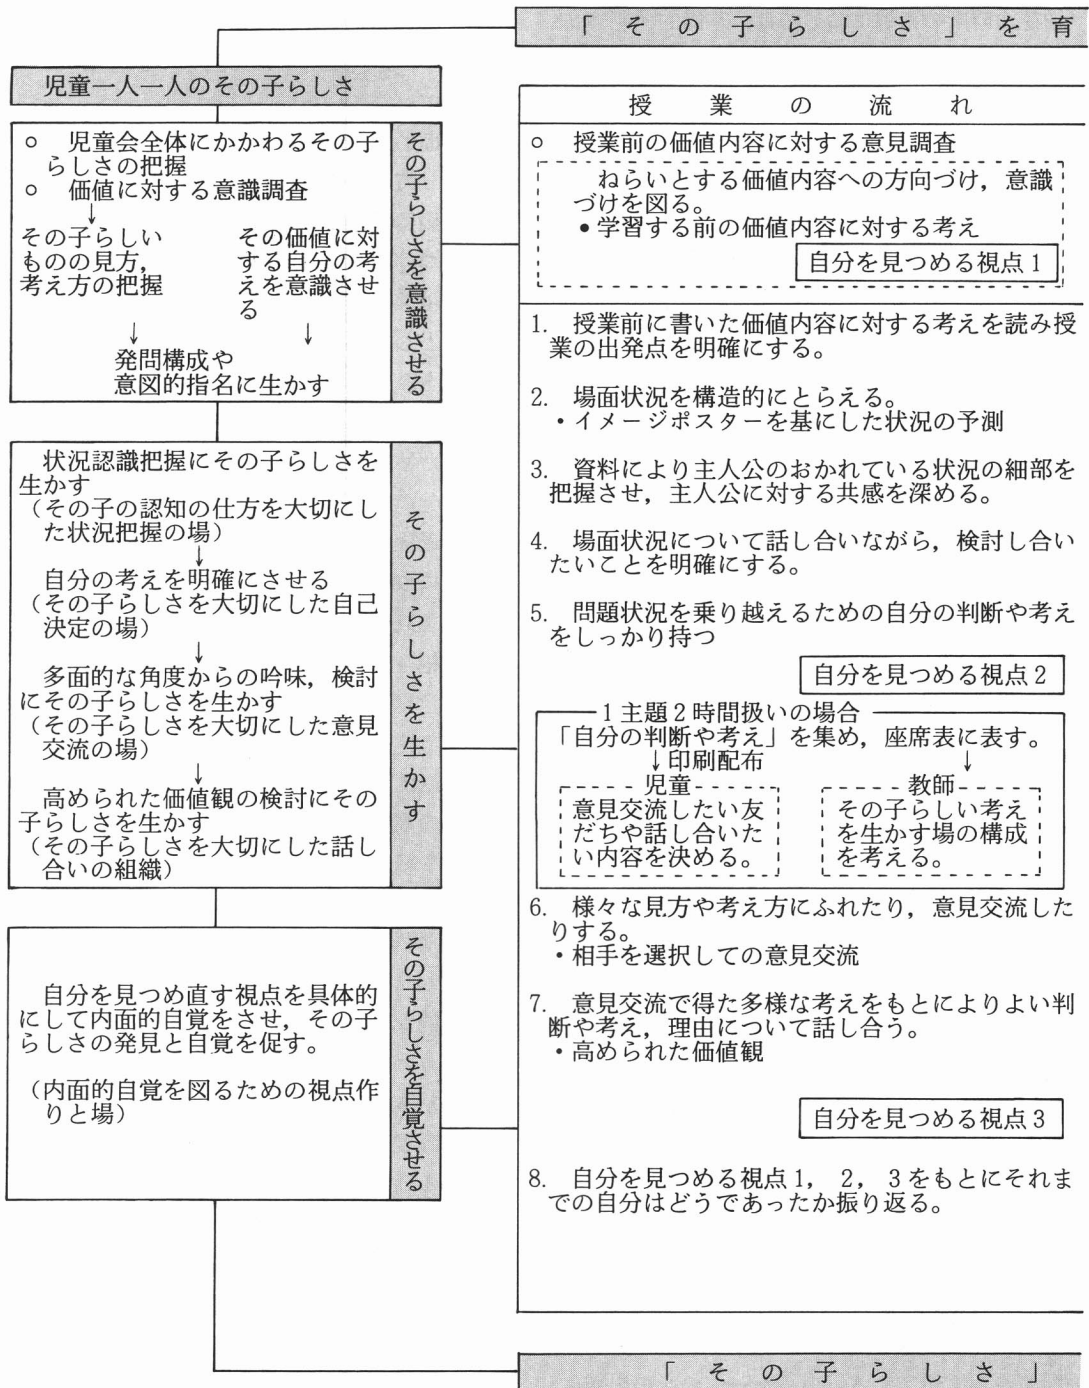 「その子らしさ」を育
児童一人一人のその子らしさ
○　児童会全体にかかわるその子
らしさの把握
○　価値に対する意識調査
↓
その子らしい
ものの見方，
考え方の把握
その価値に対
する自分の考
えを意識させ
る
↓　↓
発問構成や
意図的指名に生かす
その子らしさを意識させる
状況認識把握にその子らしさを
生かす
（その子の認知の仕方を大切にし
た状況把握の場）
↓
自分の考えを明確にさせる
（その子らしさを大切にした自己
決定の場）
↓
多面的な角度からの吟味，検討
にその子らしさを生かす
（その子らしさを大切にした意見
交流の場）
↓
高められた価値観の検討にその
子らしさを生かす
（その子らしさを大切にした話し
合いの組織）
その子らしさを生かす
自分を見つめ直す視点を具体的
にして内面的自覚をさせ，その子
らしさの発見と自覚を促す。
（内面的自覚を図るための視点作
りと場）
その子らしさを自覚させる
授業の流れ
○　授業前の価値内容に対する意見調査
ねらいとする価値内容への方向づけ，意識
づけを図る。
•学習する前の価値内容に対する考え
自分を見つめる視点1
1.　授業前に書いた価値内容に対する考えを読み授
業の出発点を明確にする。
2.　場面状況を構造的にとらえる。
・イメージポスターを基にした状況の予測
3.　資料により主人公のおかれている状況の細部を
把握させ，主人公に対する共感を深める。
4.　場面状況について話し合いながら，検討し合い
たいことを明確にする。
5.　問題状況を乗り越えるための自分の判断や考え
をしっかり持つ
自分を見つめる視点2
1主題2時間扱いの場合
「自分の判断や考え」を集め，座席表に表す。
↓印刷配布　↓
児童
意見交流したい友
だちや話し合いた
い内容を決める。
教師
その子らしい考え
を生かす場の構成
を考える。
6.　様々な見方や考え方にふれたり，意見交流した
りする。
・相手を選択しての意見交流
7.　意見交流で得た多様な考えをもとによりよい判
断や考え，理由について話し合う。
・高められた価値観
自分を見つめる視点3
8.　自分を見つめる視点1，2，3をもとにそれま
での自分はどうであったか振り返る。
「その子らしさ」